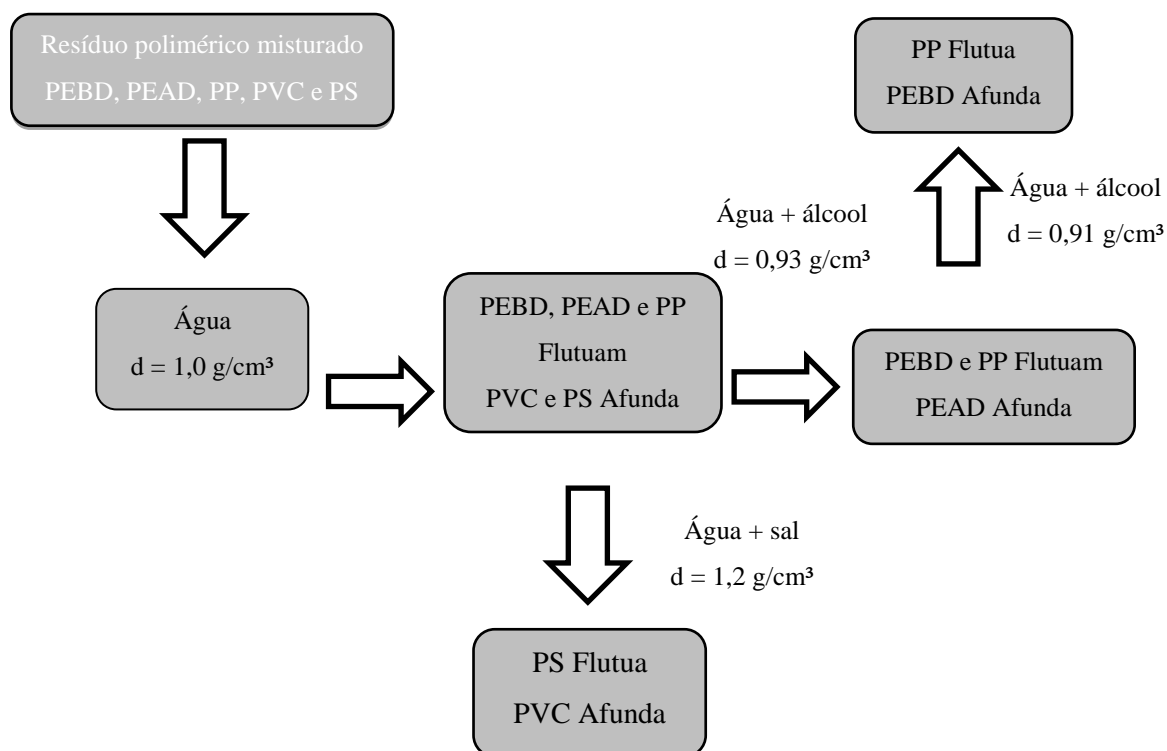 Resíduo polimérico misturado
PEBD, PEAD, PP, PVC e PS
Água
d = 1,0 g/cm³
PEBD, PEAD e PP
Flutuam
PVC e PS Afunda
Água + álcool
d = 0,93 g/cm³
PEBD e PP Flutuam
PEAD Afunda
Água + álcool
d = 0,91 g/cm³
PP Flutua
PEBD Afunda
Água + sal
d = 1,2 g/cm³
PS Flutua
PVC Afunda